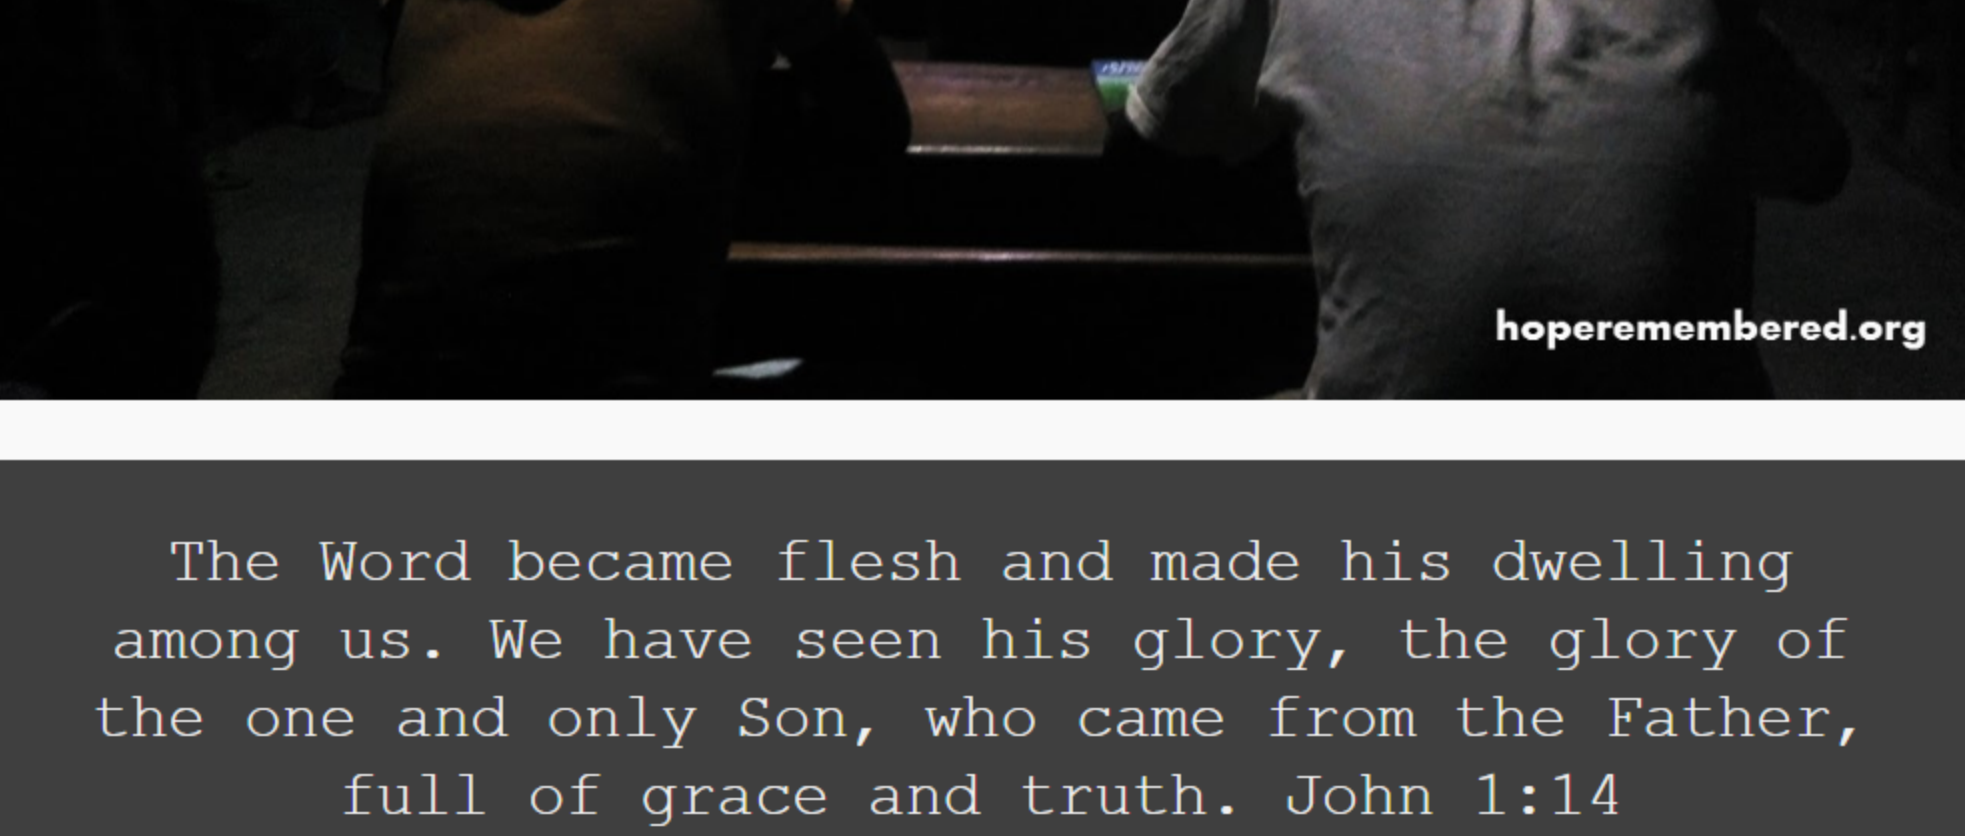 hoperemembered.org
The Word became flesh and made his dwelling
among us. We have seen his glory, the glory of
the one and only Son, who came from the Father,
full of grace and truth. John 1:14